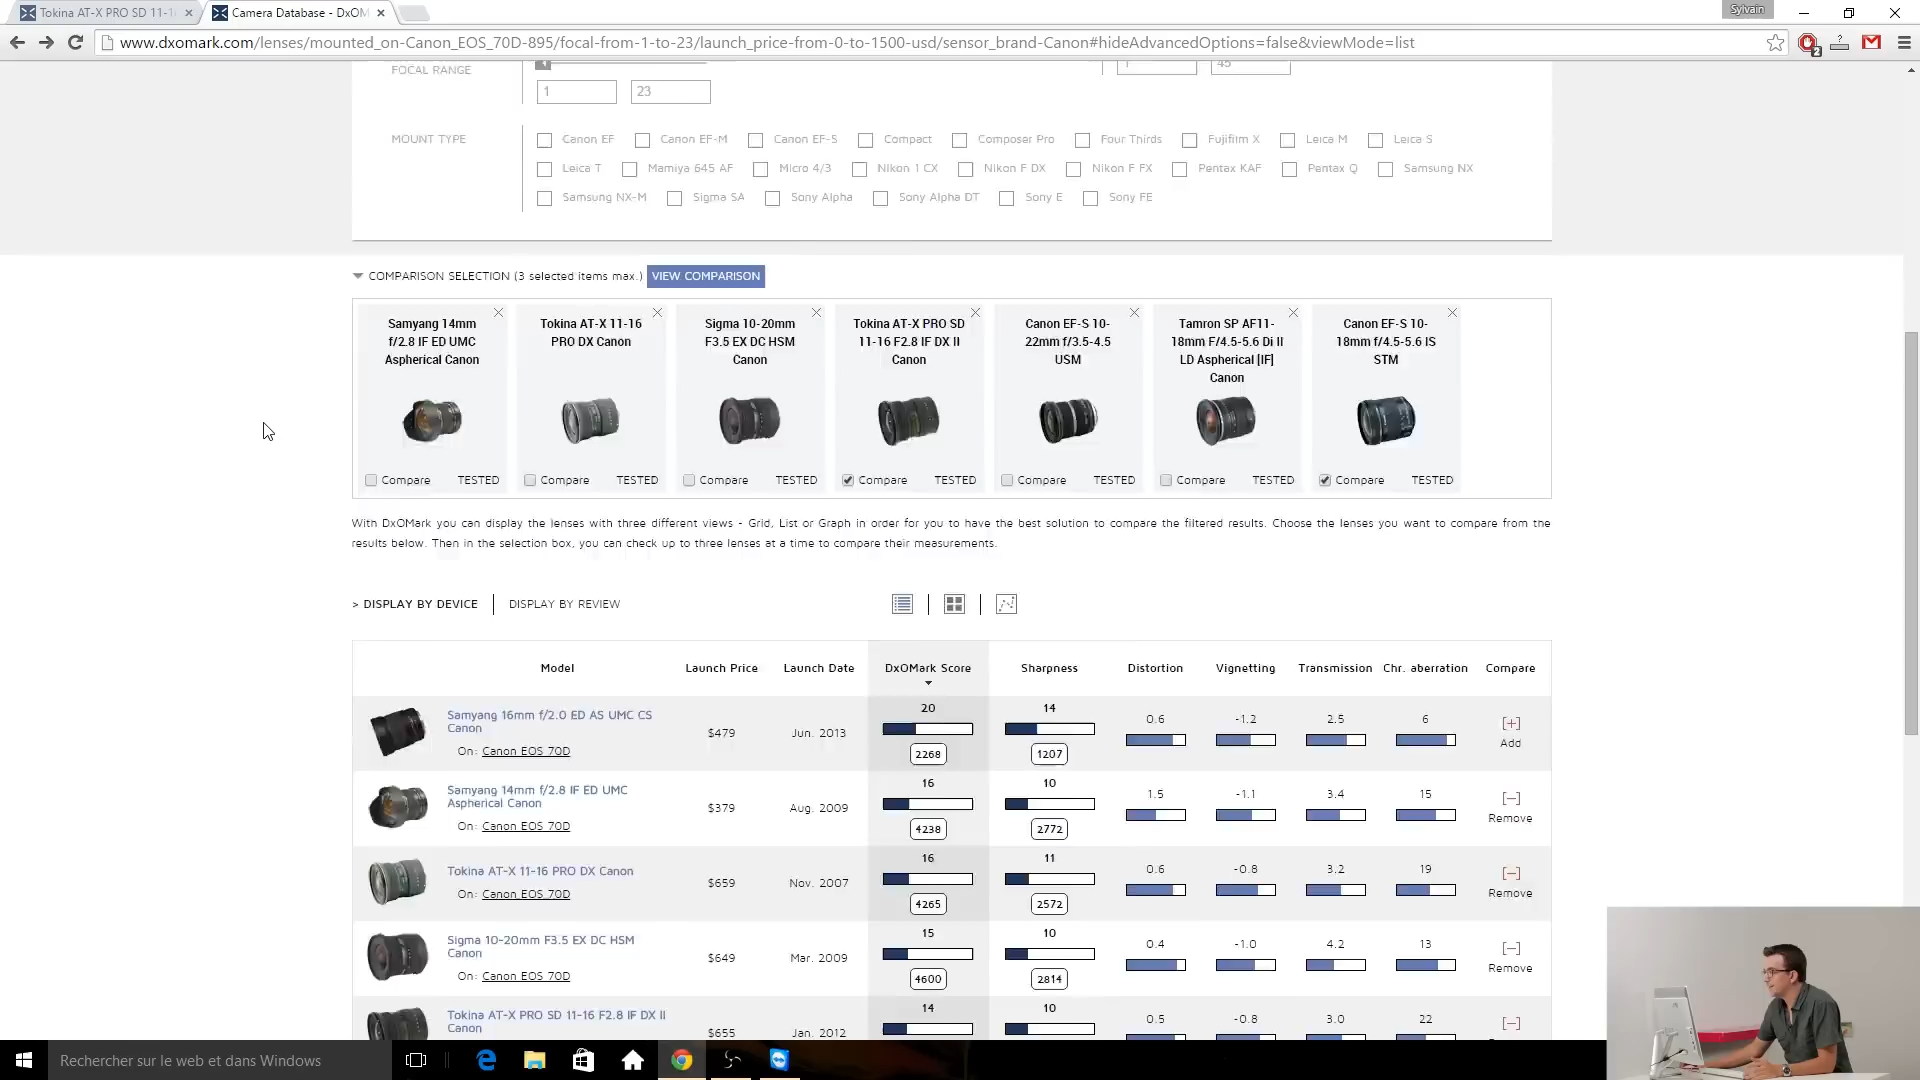 Tokina AT-X PRO SD 11-1
Camera Database - DxOM
Sylvain
www.dxomark.com/lenses/mounted_on-Canon_EOS_70D-895/focal-from-1-to-23/launch_price-from-0-to-1500-usd/sensor_brand-Canon#hideAdvancedOptions=false&viewMode=list
FOCAL RANGE
1 45
1 23
MOUNT TYPE
Canon EF Canon EF-M Canon EF-S Compact Composer Pro Four Thirds Fujifilm X Leica M Leica S
Leica T Mamiya 645 AF Micro 4/3 Nikon 1 CX Nikon F DX Nikon F FX Pentax KAF Pentax Q Samsung NX
Samsung NX-M Sigma SA Sony Alpha Sony Alpha DT Sony E Sony FE
COMPARISON SELECTION (3 selected items max.) VIEW COMPARISON
Samyang 14mm
f/2.8 IF ED UMC
Aspherical Canon
Compare TESTED
Tokina AT-X 11-16
PRO DX Canon
Compare TESTED
Sigma 10-20mm
F3.5 EX DC HSM
Canon
Compare TESTED
Tokina AT-X PRO SD
11-16 F2.8 IF DX II
Canon
Compare TESTED
Canon EF-S 10-
22mm f/3.5-4.5
USM
Compare TESTED
Tamron SP AF11-
18mm F/4.5-5.6 Di II
LD Aspherical [IF]
Canon
Compare TESTED
Canon EF-S 10-
18mm f/4.5-5.6 IS
STM
Compare TESTED
With DxOMark you can display the lenses with three different views - Grid, List or Graph in order for you to have the best solution to compare the filtered results. Choose the lenses you want to compare from the
results below. Then in the selection box, you can check up to three lenses at a time to compare their measurements.
> DISPLAY BY DEVICE DISPLAY BY REVIEW
Model Launch Price Launch Date DxOMark Score Sharpness Distortion Vignetting Transmission Chr. aberration Compare
Samyang 16mm f/2.0 ED AS UMC CS
Canon
On: Canon EOS 70D
$479 Jun. 2013 20 2268 14 1207 0.6 -1.2 2.5 6 [+] Add
Samyang 14mm f/2.8 IF ED UMC
Aspherical Canon
On: Canon EOS 70D
$379 Aug. 2009 16 4238 10 2772 1.5 -1.1 3.4 15 [-] Remove
Tokina AT-X 11-16 PRO DX Canon
On: Canon EOS 70D
$659 Nov. 2007 16 4265 11 2572 0.6 -0.8 3.2 19 [-] Remove
Sigma 10-20mm F3.5 EX DC HSM
Canon
On: Canon EOS 70D
$649 Mar. 2009 15 4600 10 2814 0.4 -1.0 4.2 13 [-] Remove
Tokina AT-X PRO SD 11-16 F2.8 IF DX II
Canon
$655 Jan. 2012 14 10 0.5 -0.8 3.0 22 [-]
Rechercher sur le web et dans Windows